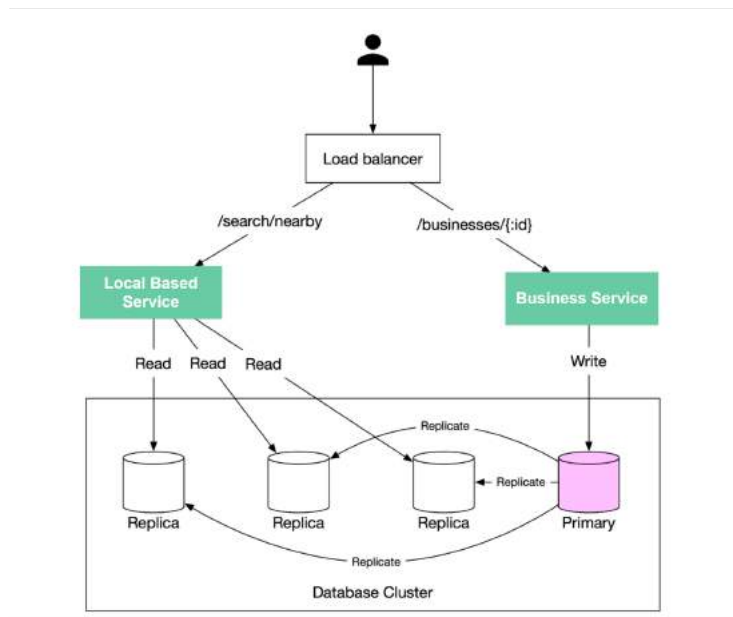 Load balancer
/search/nearby
/businesses/{:id}
Local Based
Service
Business Service
Read
Read
Read
Write
Replicate
Replicate
Replica
Replica
Replica
Primary
Replicate
Database Cluster